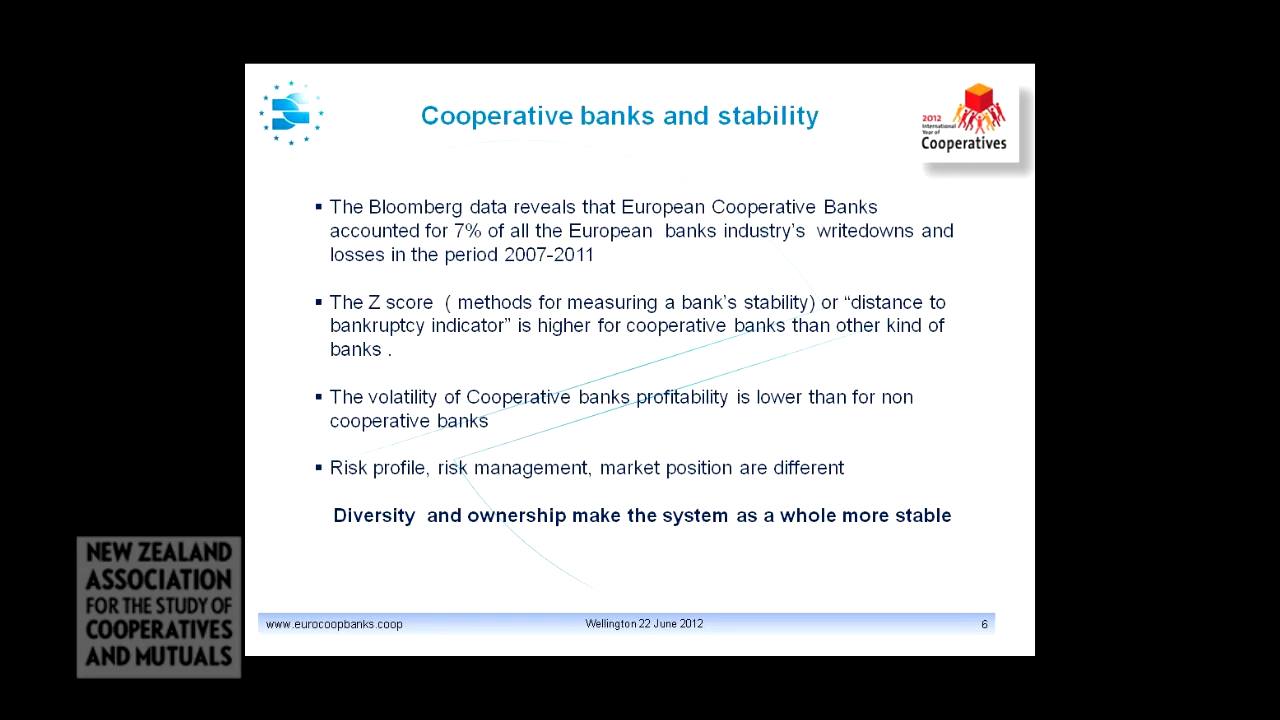 Cooperative banks and stability
2012
International
Year of
Cooperatives
▪ The Bloomberg data reveals that European Cooperative Banks
accounted for 7% of all the European banks industry's writedowns and
losses in the period 2007-2011
▪ The Z score ( methods for measuring a bank's stability) or “distance to
bankruptcy indicator” is higher for cooperative banks than other kind of
banks .
▪ The volatility of Cooperative banks profitability is lower than for non
cooperative banks
▪ Risk profile, risk management, market position are different
Diversity and ownership make the system as a whole more stable
www.eurocoopbanks.coop
Wellington 22 June 2012
6
NEW ZEALAND
ASSOCIATION
FOR THE STUDY OF
COOPERATIVES
AND MUTUALS